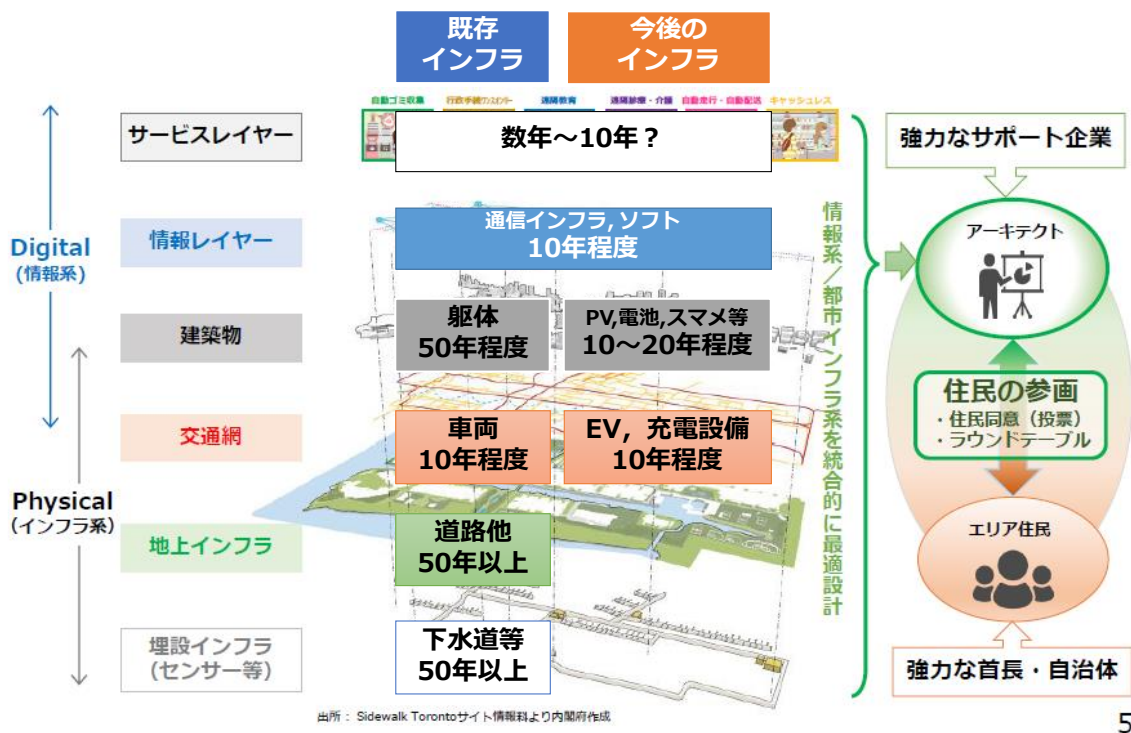 既存
インフラ
今後の
インフラ
自動ゴミ収集
遠隔教育
遠隔診療・介護
自動走行・自動配送
キャッシュレス
サービスレイヤー
数年～10年？
強力なサポート企業
Digital
(情報系)
情報レイヤー
通信インフラ, ソフト
10年程度
アーキテクト
建築物
躯体
50年程度
PV,電池,スマメ等
10～20年程度
交通網
車両
10年程度
EV, 充電設備
10年程度
住民の参画
・住民同意（投票）
・ラウンドテーブル
Physical
(インフラ系)
地上インフラ
道路他
50年以上
エリア住民
埋設インフラ
(センサー等)
下水道等
50年以上
情報系／都市インフラ系を統合的に最適設計
強力な首長・自治体
出所： Sidewalk Torontoサイト情報料より内閣府作成
5